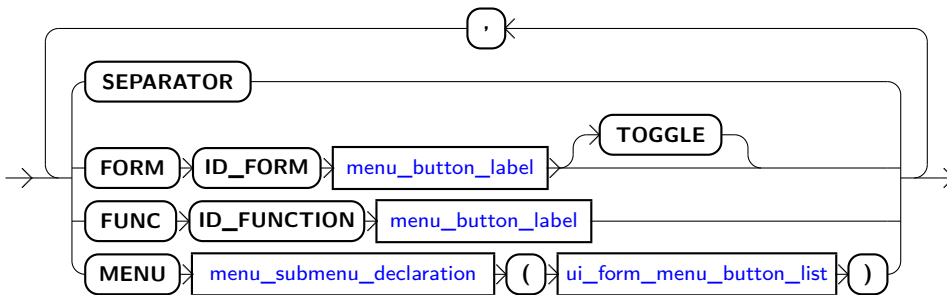 ,
SEPARATOR
TOGGLE
FORM ID_FORM menu_button_label
FUNC ID_FUNCTION menu_button_label
MENU menu_submenu_declaration ( ui_form_menu_button_list )